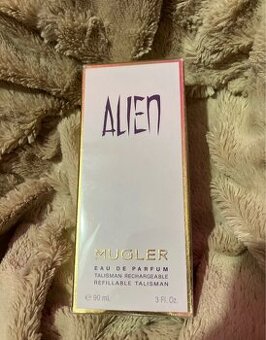 ALIEN
MUGLER
EAU DE PARFUM
TALISMAN RECHARGEABLE
REFILLABLE TALISMAN
℮ 90 mL 3 Fl. Oz.